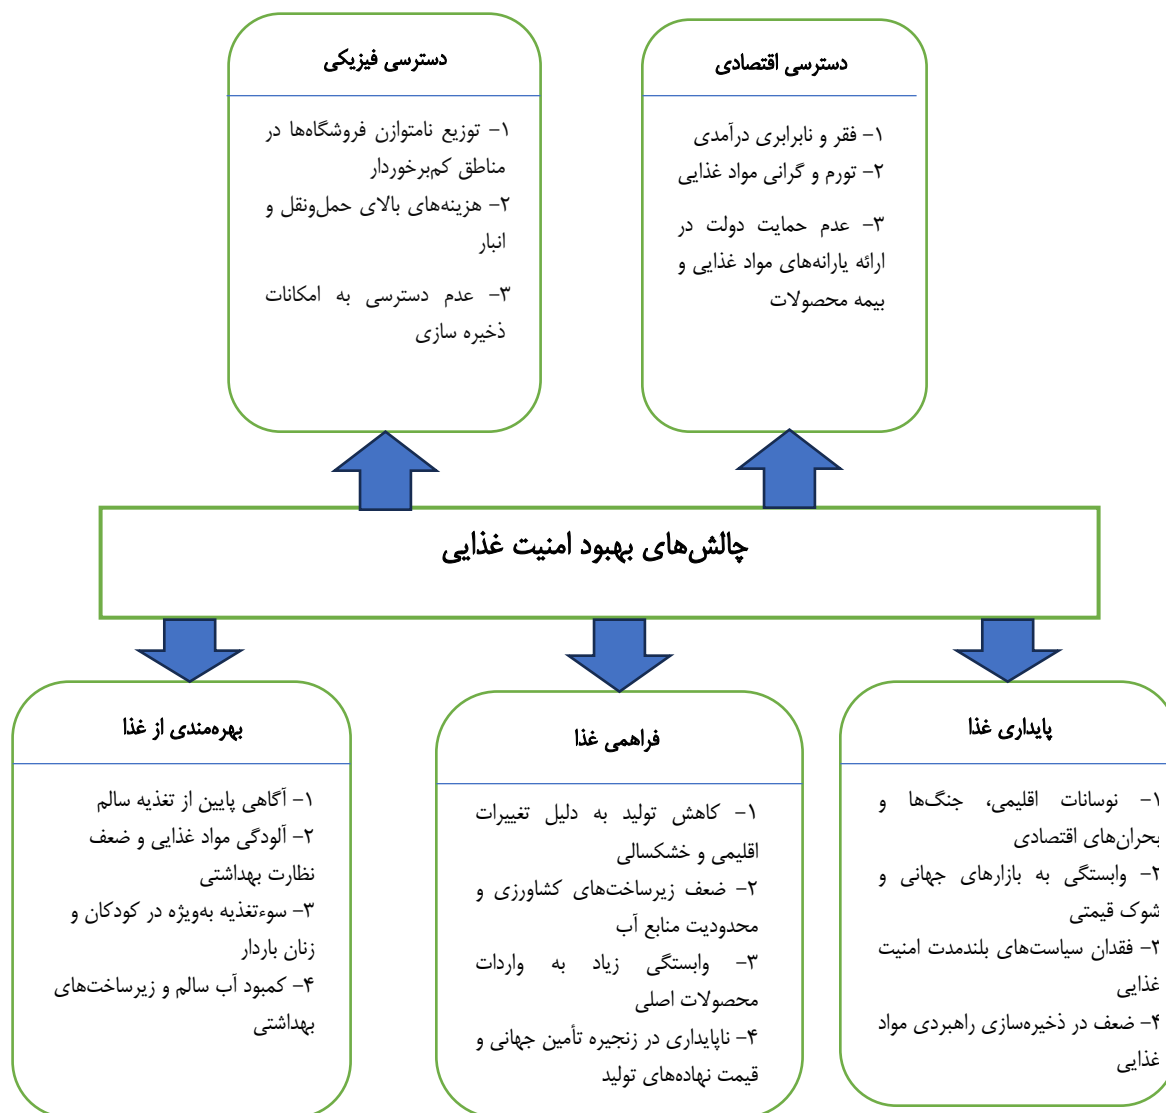 دسترسی اقتصادی
۱- فقر و نابرابری درآمدی
۲- تورم و گرانی مواد غذایی
۳- عدم حمایت دولت در
ارائه یارانه‌های مواد غذایی و
بیمه محصولات
دسترسی فیزیکی
۱- توزیع نامتوازن فروشگاه‌ها در
مناطق کم‌برخوردار
۲- هزینه‌های بالای حمل‌ونقل و
انبار
۳- عدم دسترسی به امکانات
ذخیره سازی
چالش‌های بهبود امنیت غذایی
پایداری غذا
۱- نوسانات اقلیمی، جنگ‌ها و
بحران‌های اقتصادی
۲- وابستگی به بازارهای جهانی و
شوک قیمتی
۳- فقدان سیاست‌های بلندمدت امنیت
غذایی
۴- ضعف در ذخیره‌سازی راهبردی مواد
غذایی
فراهمی غذا
۱- کاهش تولید به دلیل تغییرات
اقلیمی و خشکسالی
۲- ضعف زیرساخت‌های کشاورزی و
محدودیت منابع آب
۳- وابستگی زیاد به واردات
محصولات اصلی
۴- ناپایداری در زنجیره تأمین جهانی و
قیمت نهاده‌های تولید
بهره‌مندی از غذا
۱- آگاهی پایین از تغذیه سالم
۲- آلودگی مواد غذایی و ضعف
نظارت بهداشتی
۳- سوءتغذیه به‌ویژه در کودکان و
زنان باردار
۴- کمبود آب سالم و زیرساخت‌های
بهداشتی